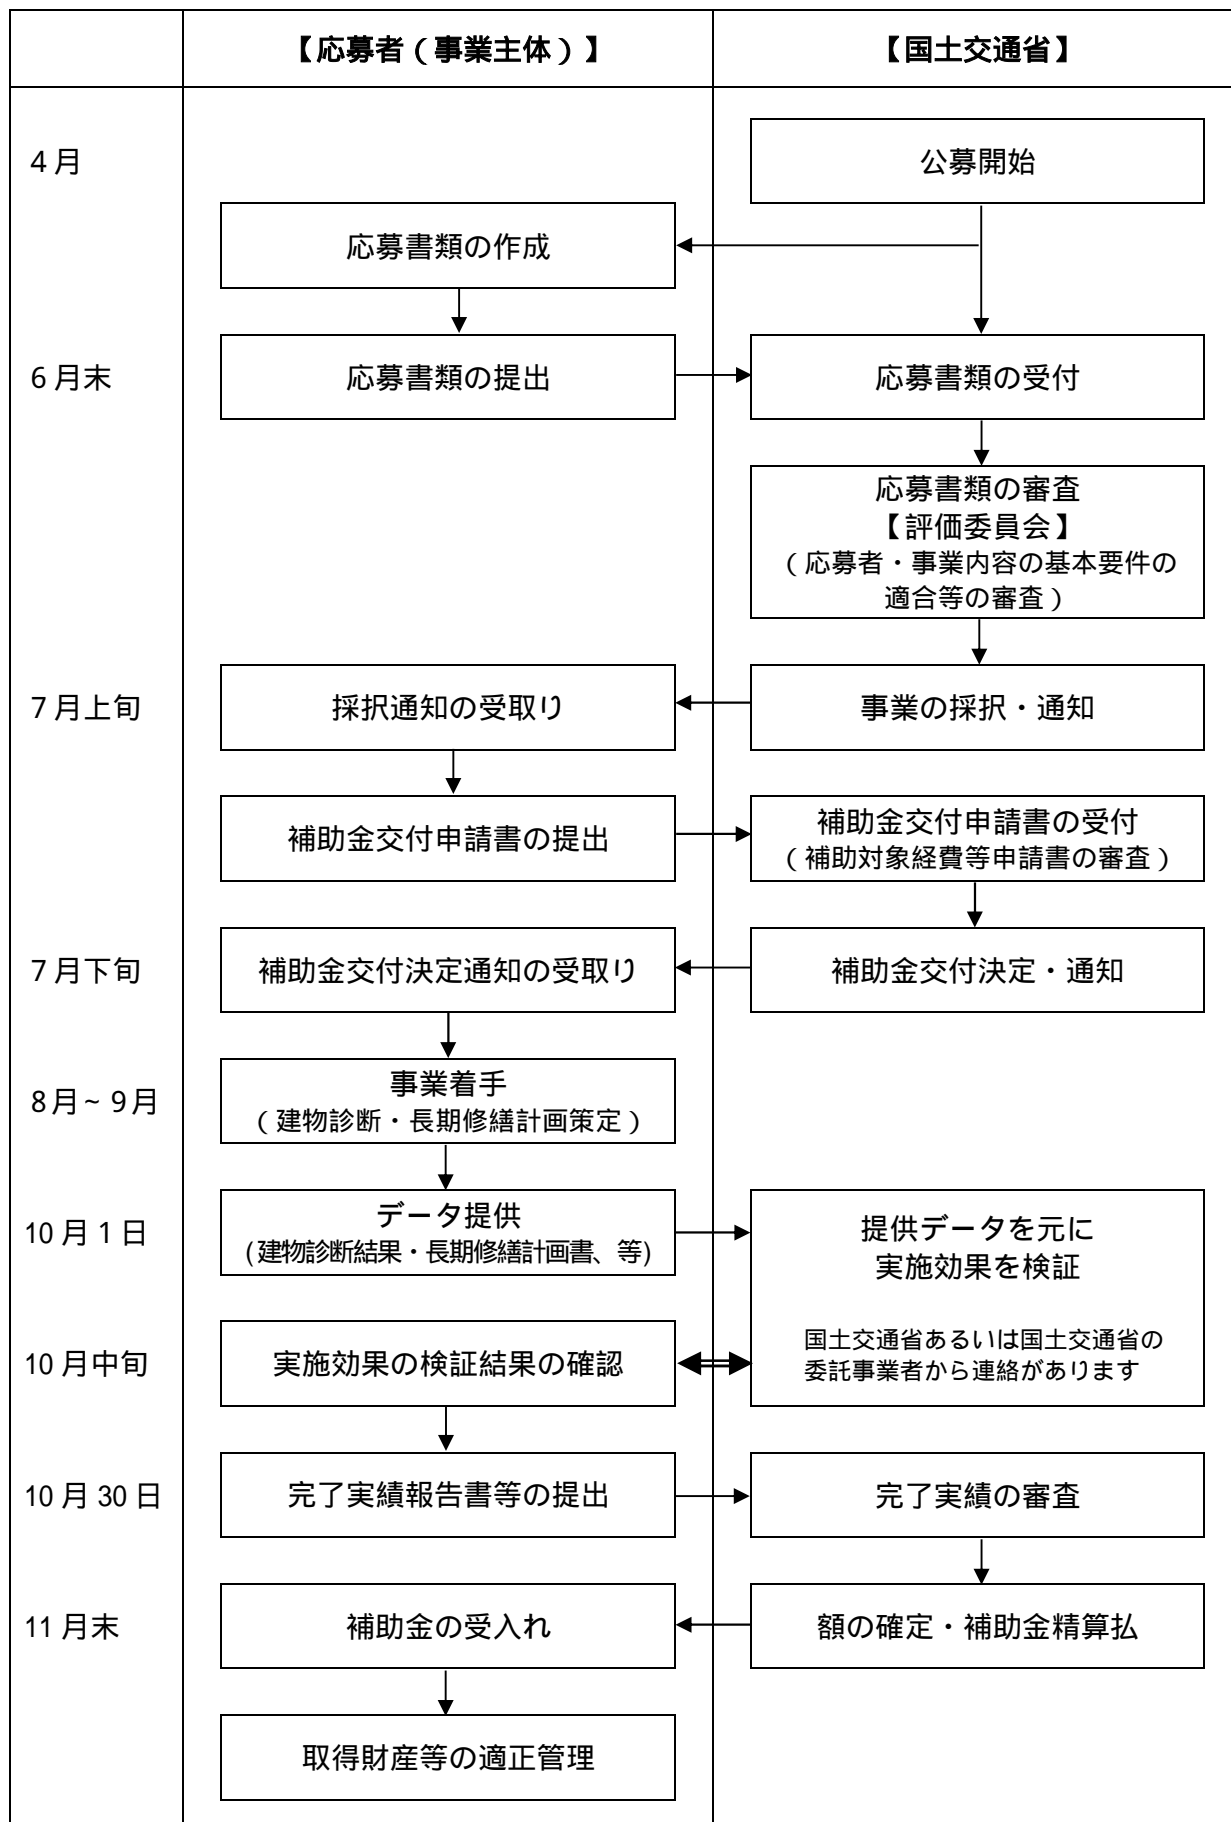 【応募者（事業主体）】
【国土交通省】
4月
公募開始
応募書類の作成
6月末
応募書類の提出
応募書類の受付
応募書類の審査
【評価委員会】
（応募者・事業内容の基本要件の
適合等の審査）
7月上旬
採択通知の受取り
事業の採択・通知
補助金交付申請書の提出
補助金交付申請書の受付
（補助対象経費等申請書の審査）
7月下旬
補助金交付決定通知の受取り
補助金交付決定・通知
8月~9月
事業着手
（建物診断・長期修繕計画策定）
10月1日
データ提供
(建物診断結果・長期修繕計画書、等)
提供データを元に
実施効果を検証
国土交通省あるいは国土交通省の
委託事業者から連絡があります
10月中旬
実施効果の検証結果の確認
10月30日
完了実績報告書等の提出
完了実績の審査
11月末
補助金の受入れ
額の確定・補助金精算払
取得財産等の適正管理